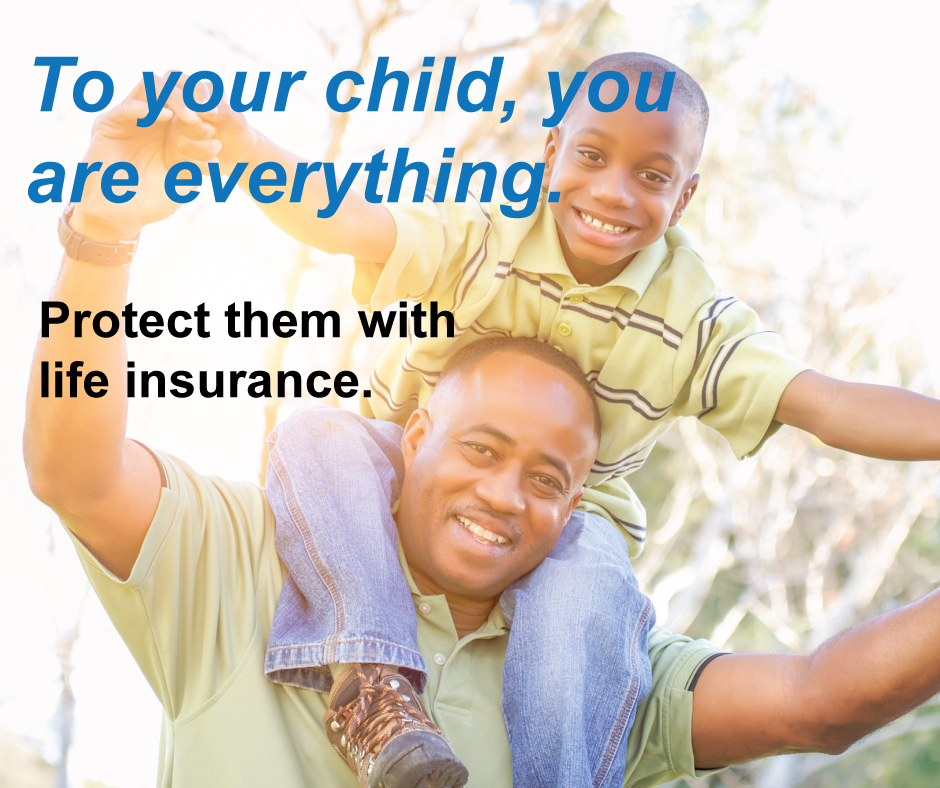 To your child, you
are everything.
Protect them with
life insurance.